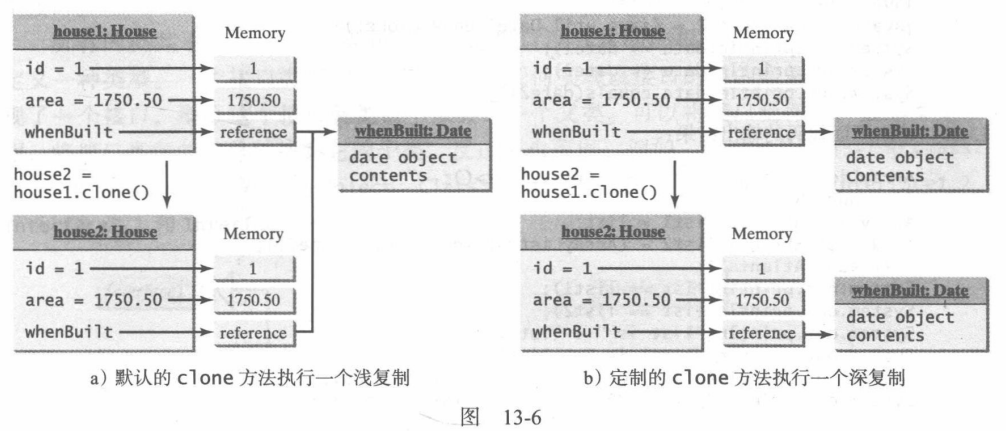 house1: House
Memory
id = 1
1
area = 1750.50
1750.50
whenBuilt
reference
whenBuilt: Date
date object
contents
house2 =
house1.clone()
house2: House
Memory
id = 1
1
area = 1750.50
1750.50
whenBuilt
reference
a) 默认的 clone 方法执行一个浅复制
house1: House
Memory
id = 1
1
area = 1750.50
1750.50
whenBuilt
reference
whenBuilt: Date
date object
contents
house2 =
house1.clone()
house2: House
Memory
id = 1
1
area = 1750.50
1750.50
whenBuilt
reference
whenBuilt: Date
date object
contents
b) 定制的 clone 方法执行一个深复制
图 13-6